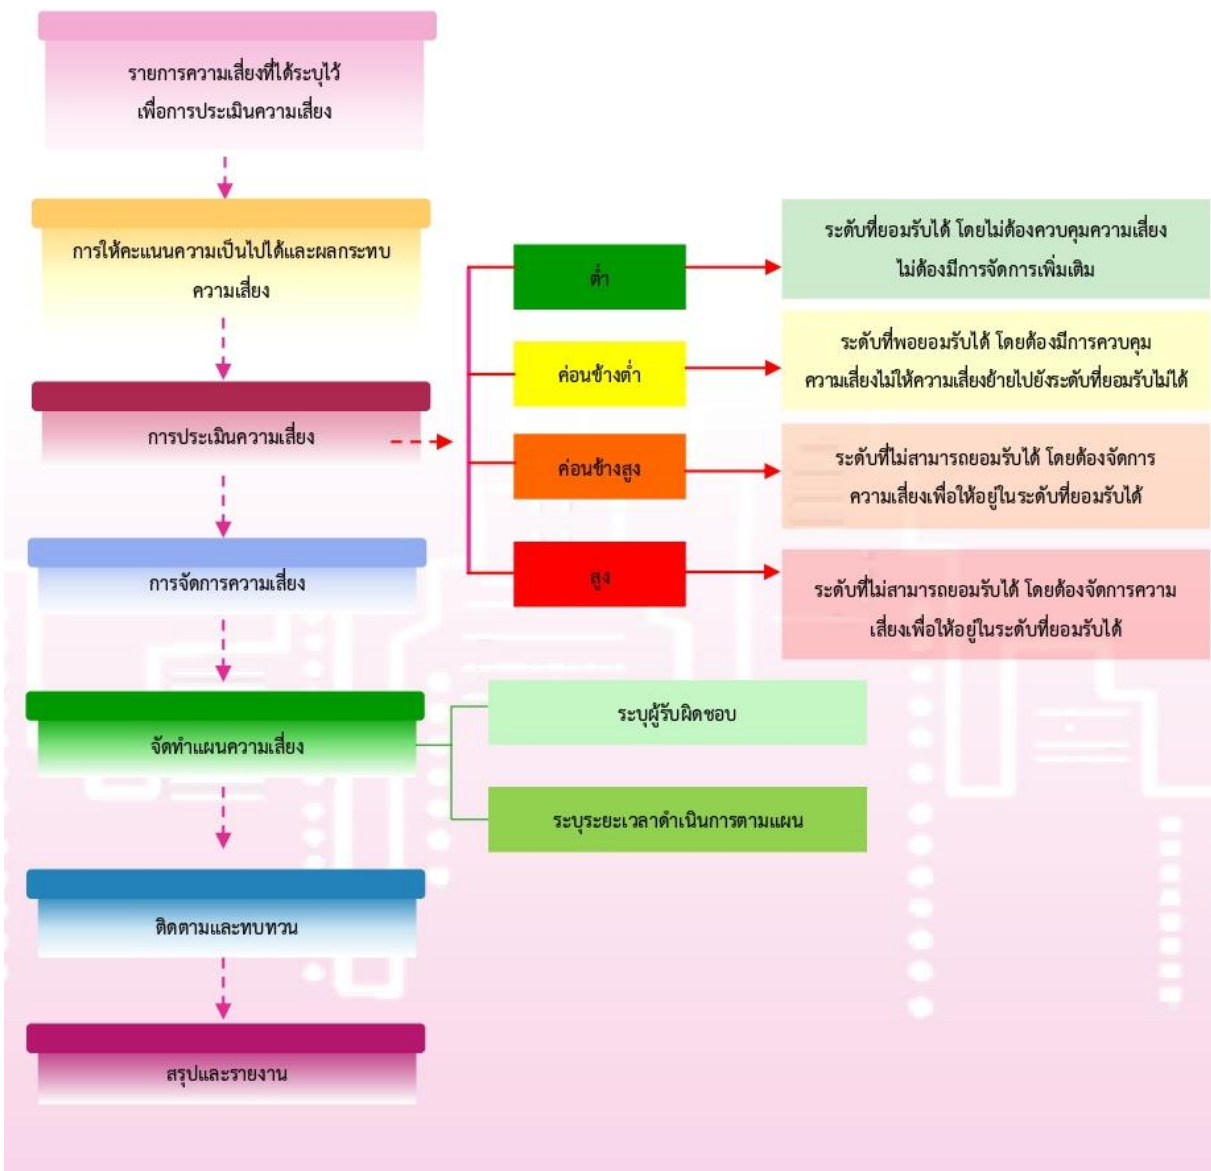 รายการความเสี่ยงที่ได้ระบุไว้
เพื่อการประเมินความเสี่ยง
การให้คะแนนความเป็นไปได้และผลกระทบ
ความเสี่ยง
การประเมินความเสี่ยง
ต่ำ
ระดับที่ยอมรับได้ โดยไม่ต้องควบคุมความเสี่ยง
ไม่ต้องมีการจัดการเพิ่มเติม
ค่อนข้างต่ำ
ระดับที่พอยอมรับได้ โดยต้องมีการควบคุม
ความเสี่ยงไม่ให้ความเสี่ยงย้ายไปยังระดับที่ยอมรับไม่ได้
ค่อนข้างสูง
ระดับที่ไม่สามารถยอมรับได้ โดยต้องจัดการ
ความเสี่ยงเพื่อให้อยู่ในระดับที่ยอมรับได้
สูง
ระดับที่ไม่สามารถยอมรับได้ โดยต้องจัดการความ
เสี่ยงเพื่อให้อยู่ในระดับที่ยอมรับได้
การจัดการความเสี่ยง
จัดทำแผนความเสี่ยง
ระบุผู้รับผิดชอบ
ระบุระยะเวลาดำเนินการตามแผน
ติดตามและทบทวน
สรุปและรายงาน